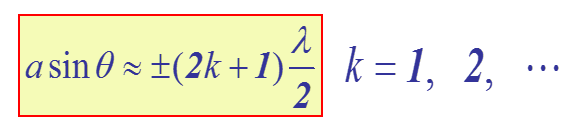 a sin θ ≈ ±(2k + 1) λ/2 k = 1, 2, ⋯